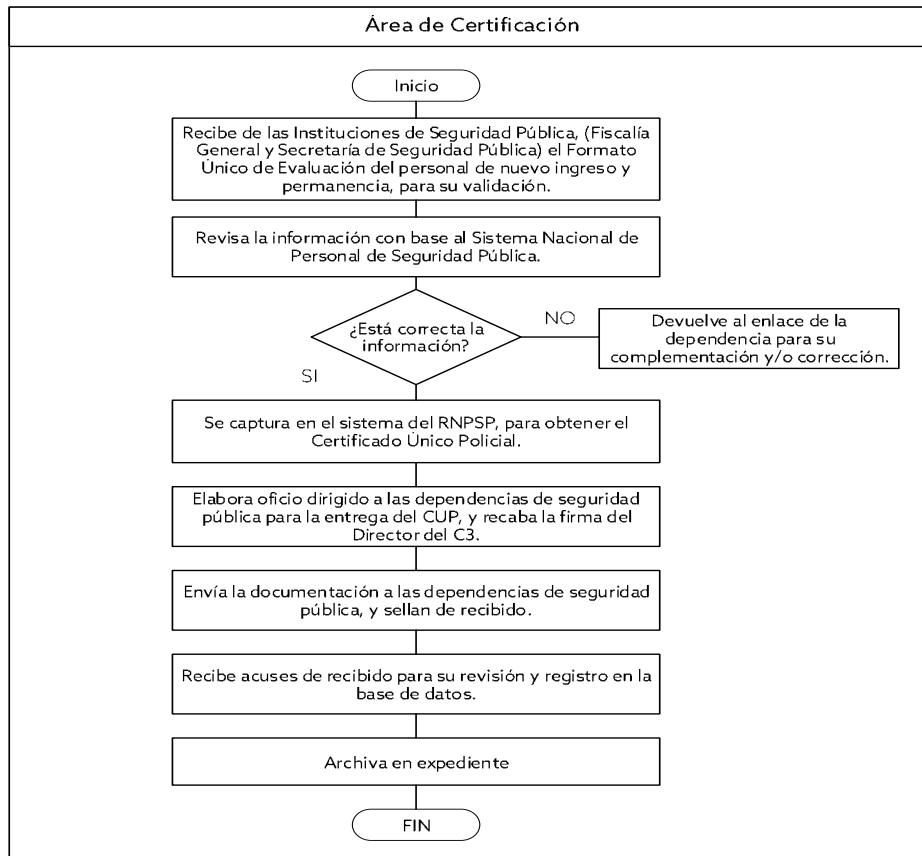 Área de Certificación
Inicio
Recibe de las Instituciones de Seguridad Pública, (Fiscalía
General y Secretaría de Seguridad Pública) el Formato
Único de Evaluación del personal de nuevo ingreso y
permanencia, para su validación.
Revisa la información con base al Sistema Nacional de
Personal de Seguridad Pública.
¿Está correcta la
información?
NO
Devuelve al enlace de la
dependencia para su
complementación y/o corrección.
SI
Se captura en el sistema del RNPSP, para obtener el
Certificado Único Policial.
Elabora oficio dirigido a las dependencias de seguridad
pública para la entrega del CUP, y recaba la firma del
Director del C3.
Envía la documentación a las dependencias de seguridad
pública, y sellan de recibido.
Recibe acuses de recibido para su revisión y registro en la
base de datos.
Archiva en expediente
FIN